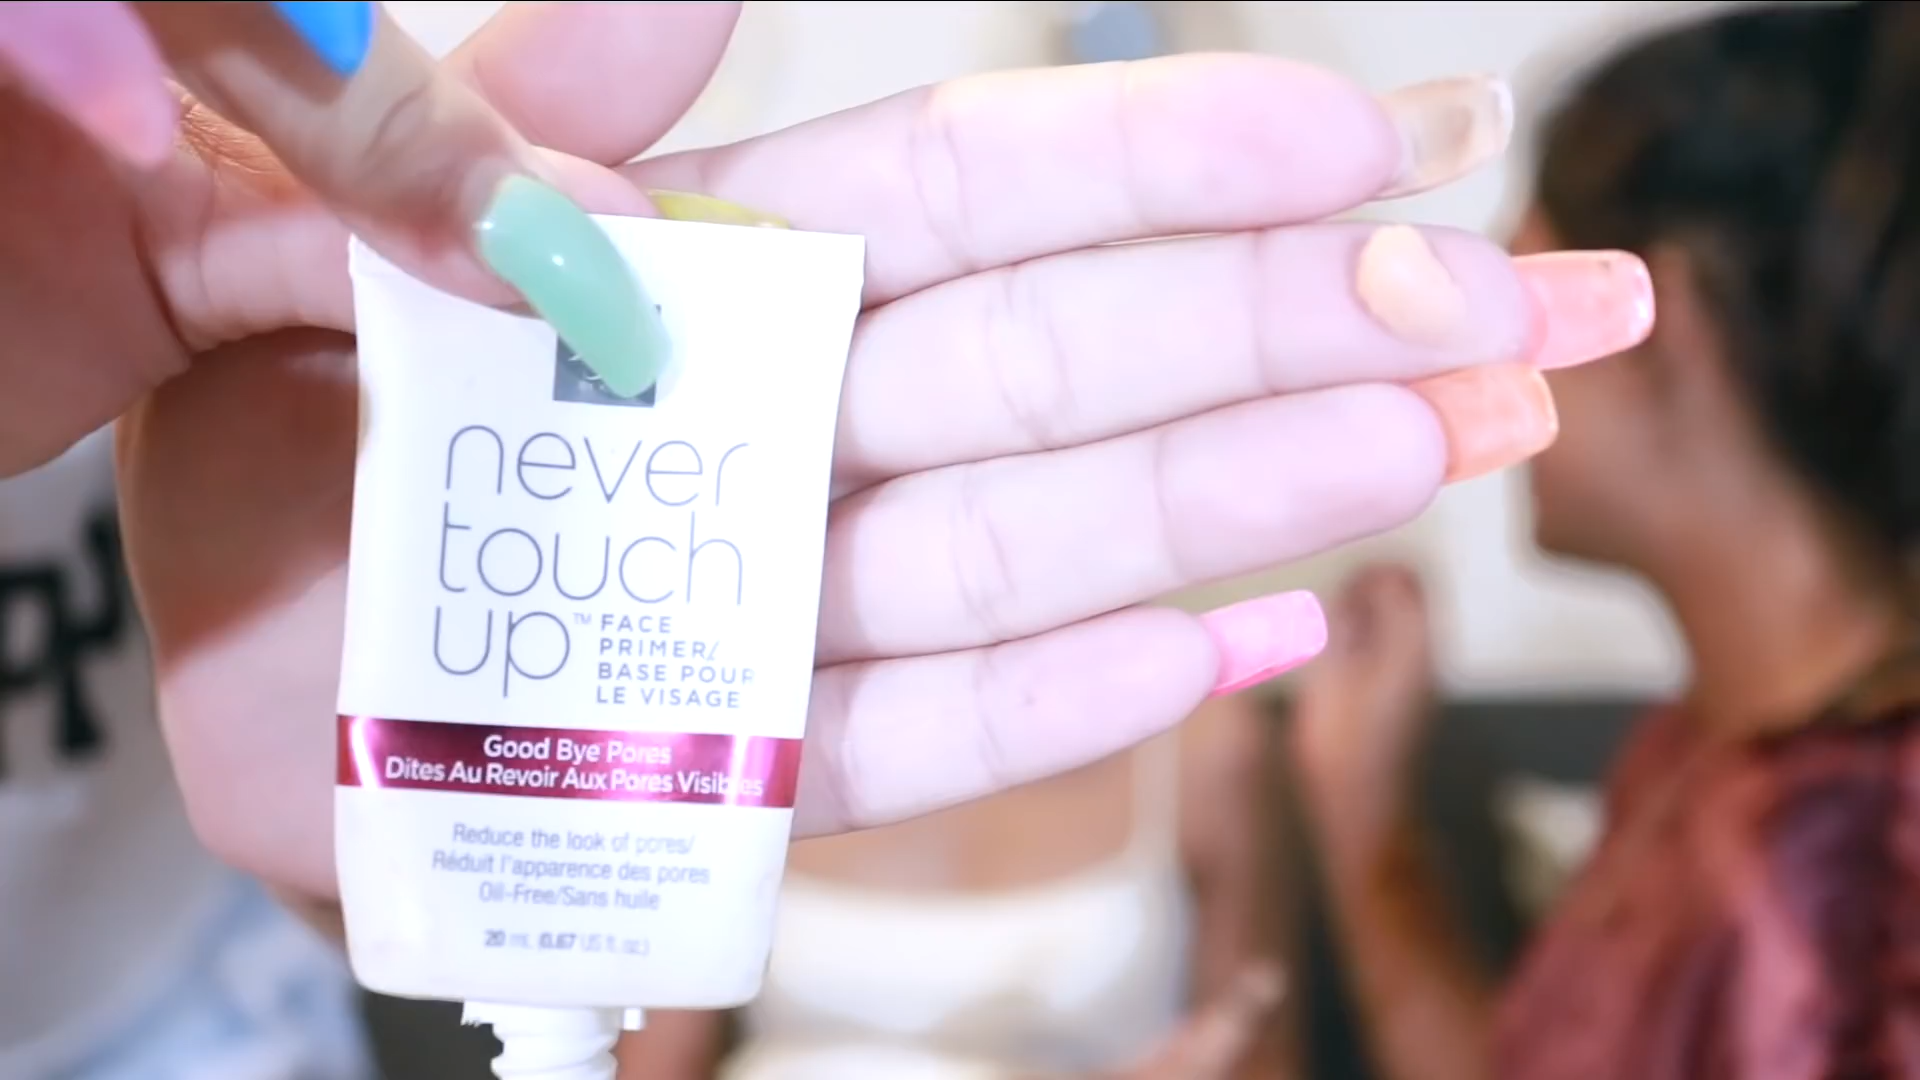 never
touch
up™ FACE
PRIMER/
BASE POUR
LE VISAGE
Good Bye Pores
Dites Au Revoir Aux Pores Visibles
Reduce the look of pores/
Réduit l'apparence des pores
Oil-Free/Sans huile
20 mL (0.67 US fl. oz.)